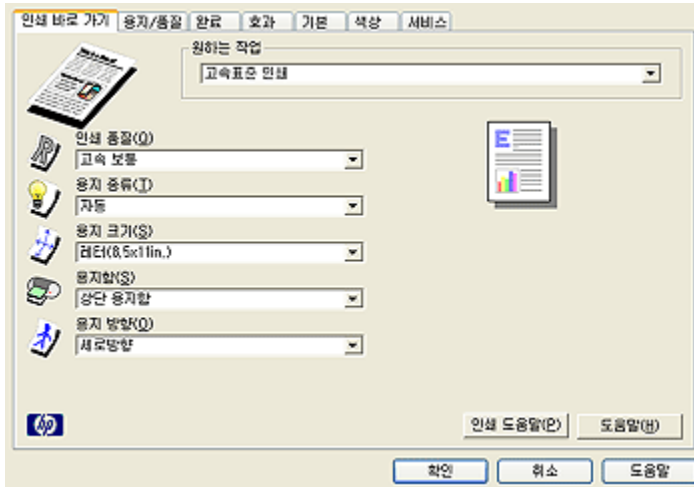 인쇄 바로 가기 용지/품질 완료 효과 기본 색상 서비스
원하는 작업
고속표준 인쇄
인쇄 품질(Q)
고속 보통
용지 종류(T)
자동
용지 크기(S)
레터(8.5x11in.)
용지함(S)
상단 용지함
용지 방향(O)
세로방향
hp
인쇄 도움말(P) 도움말(H)
확인 취소 도움말